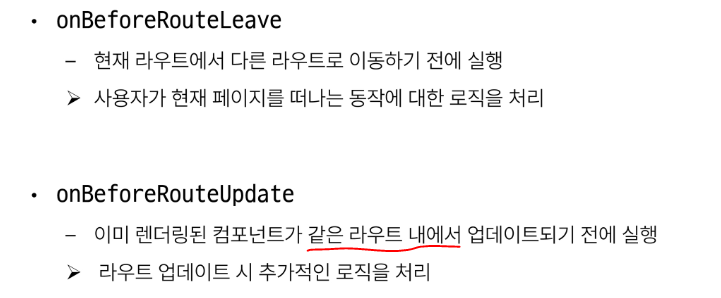 • onBeforeRouteLeave
– 현재 라우트에서 다른 라우트로 이동하기 전에 실행
➢ 사용자가 현재 페이지를 떠나는 동작에 대한 로직을 처리
• onBeforeRouteUpdate
– 이미 렌더링된 컴포넌트가 같은 라우트 내에서 업데이트되기 전에 실행
➢ 라우트 업데이트 시 추가적인 로직을 처리